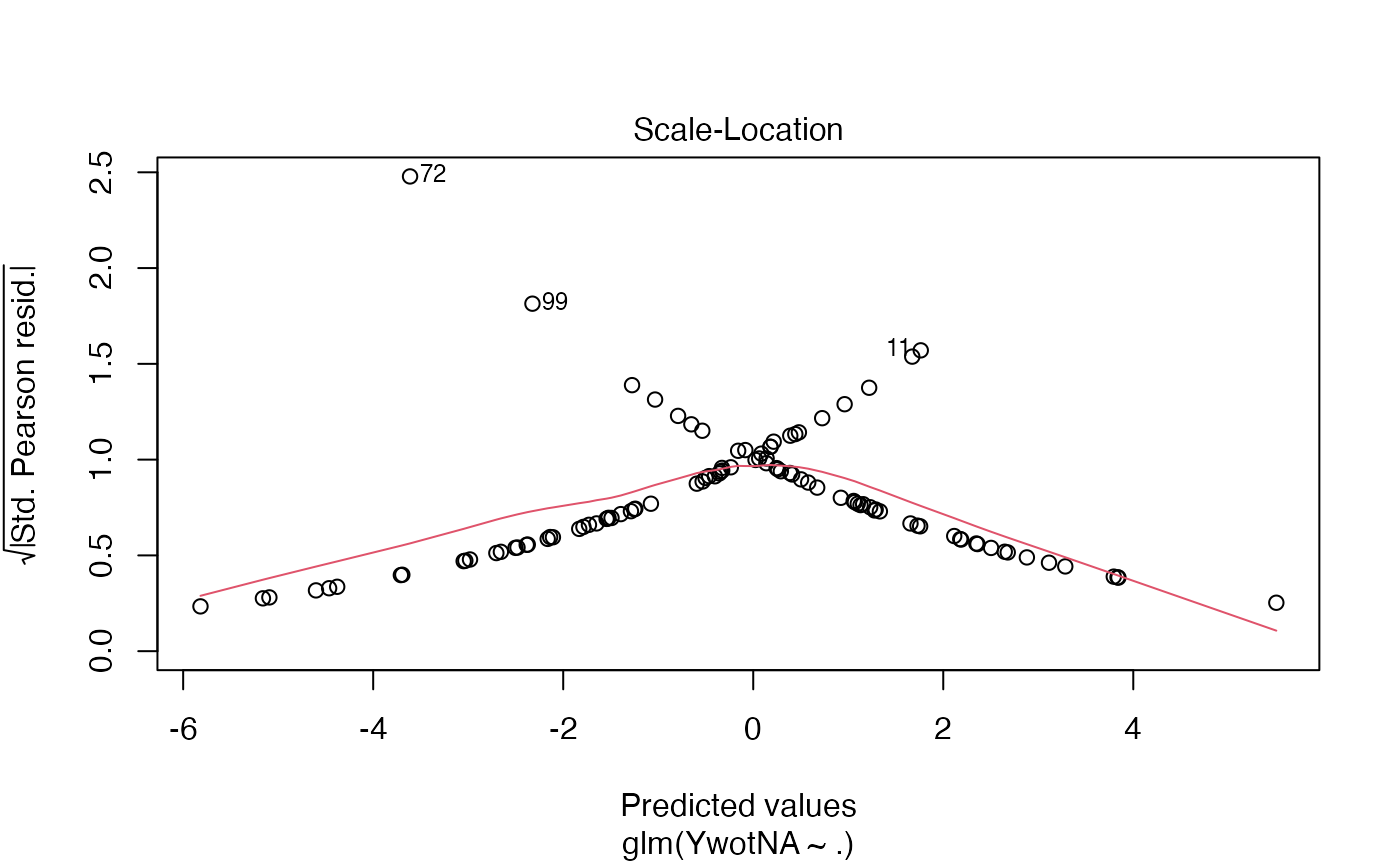 Scale-Location
√|Std. Pearson resid.|
2.5
2.0
1.5
1.0
0.5
0.0
72
99
11
-6 -4 -2 0 2 4
Predicted values
glm(YwotNA ~ .)